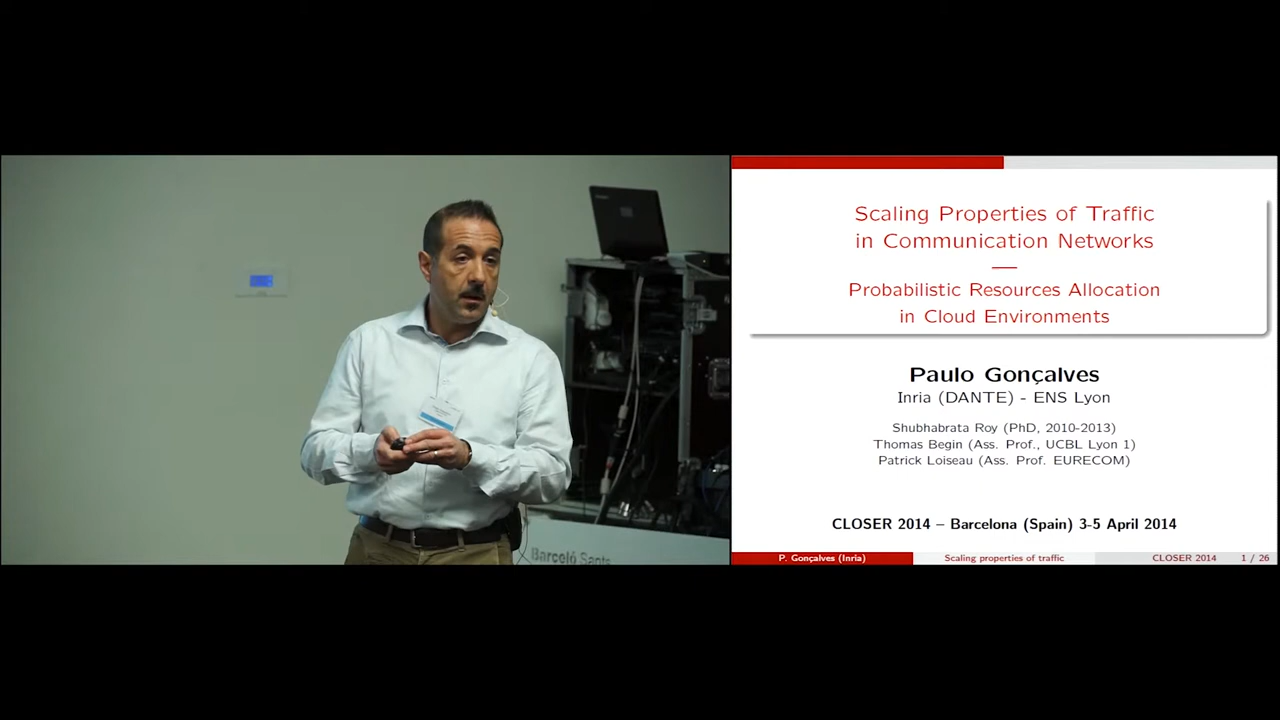 Barceló Sants
Scaling Properties of Traffic
in Communication Networks
—
Probabilistic Resources Allocation
in Cloud Environments
Paulo Gonçalves
Inria (DANTE) - ENS Lyon
Shubhabrata Roy (PhD, 2010-2013)
Thomas Begin (Ass. Prof., UCBL Lyon 1)
Patrick Loiseau (Ass. Prof. EURECOM)
CLOSER 2014 – Barcelona (Spain) 3-5 April 2014
P. Gonçalves (Inria) Scaling properties of traffic CLOSER 2014 1 / 26